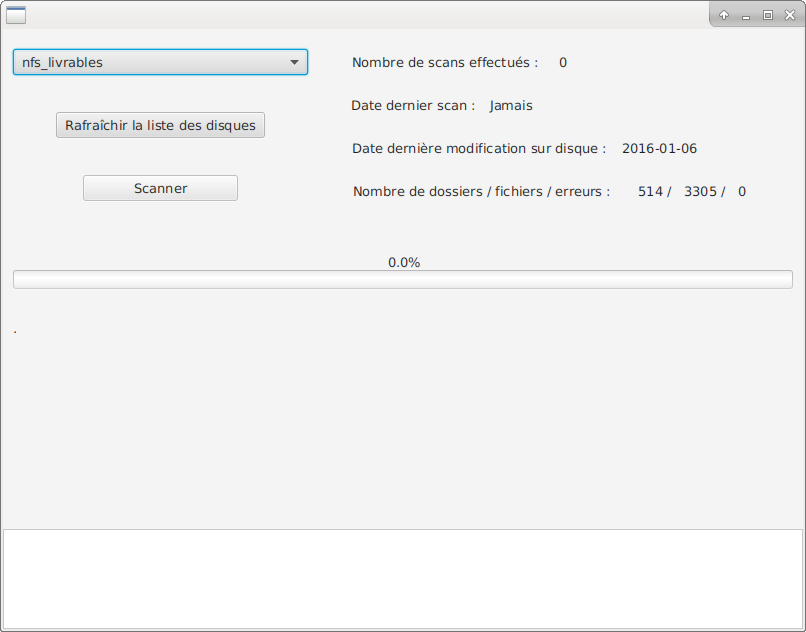 nfs_livrables
Nombre de scans effectués : 0
Date dernier scan : Jamais
Rafraîchir la liste des disques
Date dernière modification sur disque : 2016-01-06
Scanner
Nombre de dossiers / fichiers / erreurs : 514 / 3305 / 0
0.0%
.